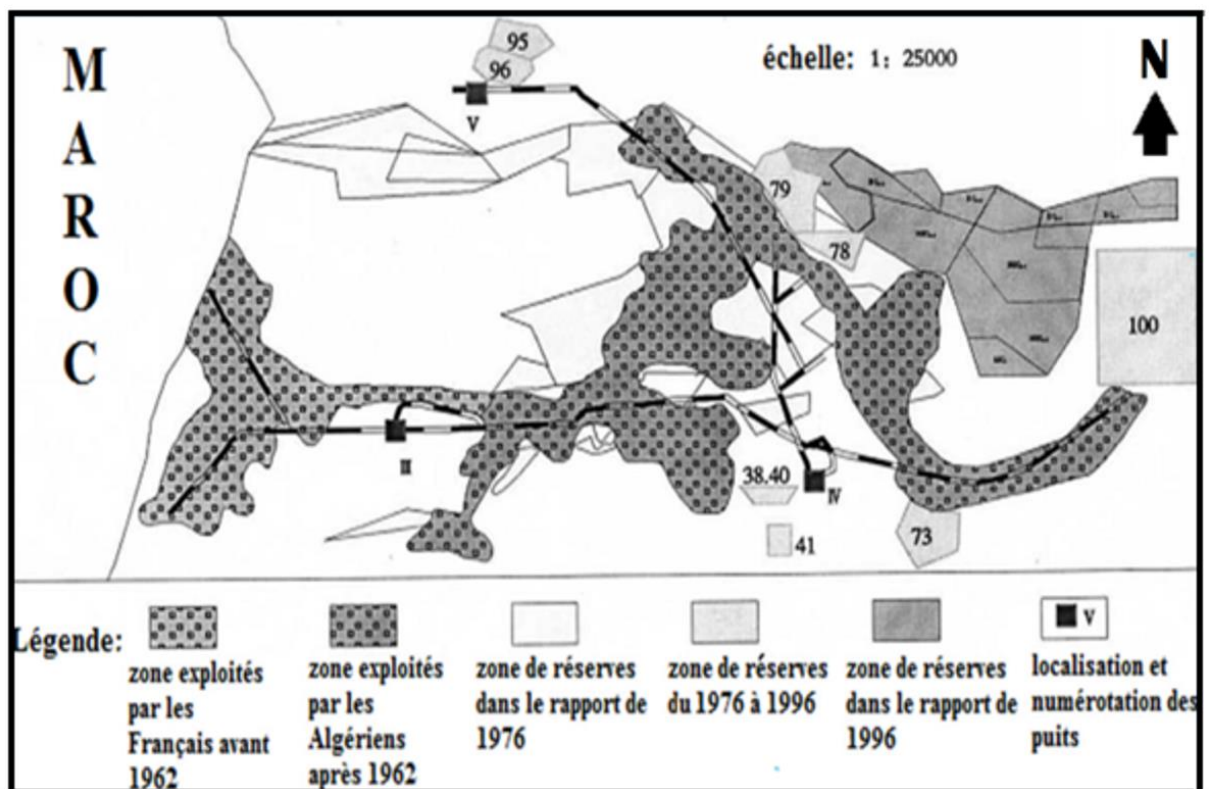 M
A
R
O
C
échelle: 1: 25000
N
95
96
V
79
78
100
II
38.40
IV
41
73
Légende:
zone exploités
par les
Français avant
1962
zone exploités
par les
Algériens
après 1962
zone de réserves
dans le rapport de
1976
zone de réserves
du 1976 à 1996
zone de réserves
dans le rapport de
1996
V
localisation et
numérotation des
puits